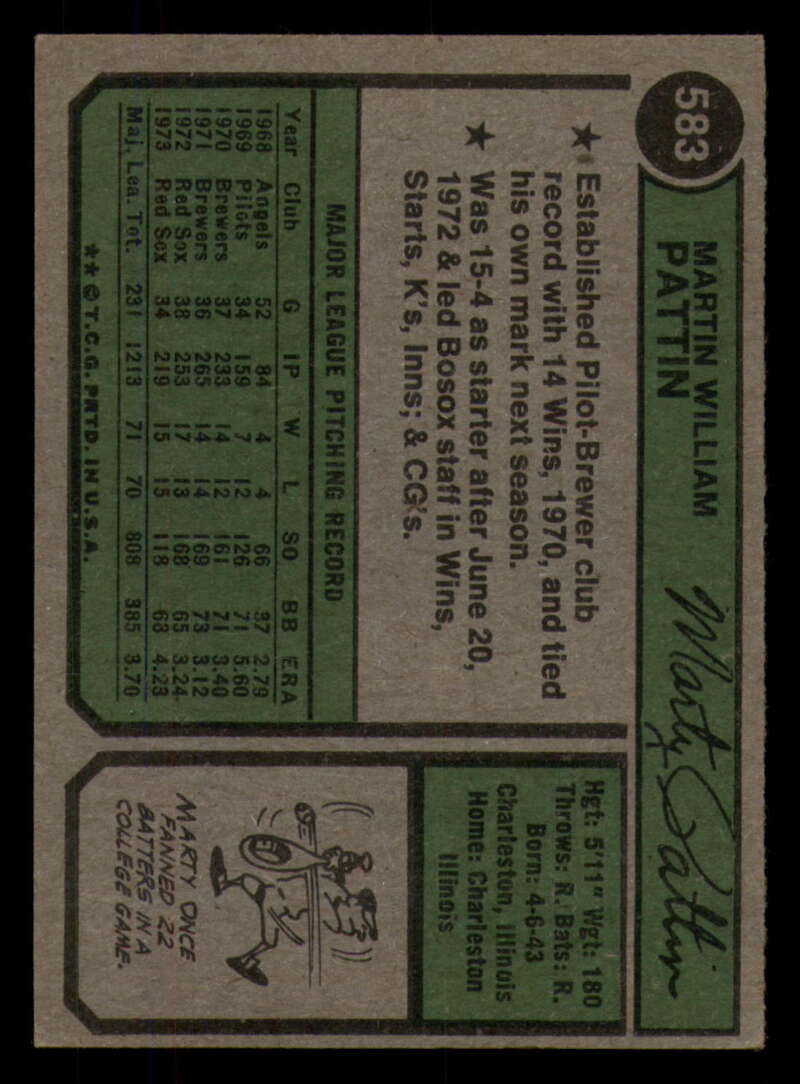 583
MARTIN WILLIAM
PATTIN
Marty Pattin
★ Established Pilot-Brewer club
record with 14 Wins, 1970, and tied
his own mark next season.
★ Was 15-4 as starter after June 20,
1972 & led Bosox staff in Wins,
Starts, K's, Inns; & CG's.
MAJOR LEAGUE PITCHING RECORD
Year Club G IP W L SO BB ERA
1968 Angels 52 84 4 4 66 37 2.79
1969 Pilots 34 159 7 12 126 71 5.60
1970 Brewers 37 233 14 12 161 71 3.40
1971 Brewers 36 265 14 14 169 73 3.12
1972 Red Sox 38 253 17 13 168 65 3.24
1973 Red Sox 34 219 15 15 118 63 4.23
Maj. Lea. Tot. 231 1213 71 70 808 385 3.70
★★ © T.C.G. PRTD. IN U.S.A.
Hgt: 5'11" Wgt: 180
Throws: R. Bats: R.
Born: 4-6-43
Charleston, Illinois
Home: Charleston
Illinois
MARTY ONCE
FANNED 22
BATTERS IN A
COLLEGE GAME.